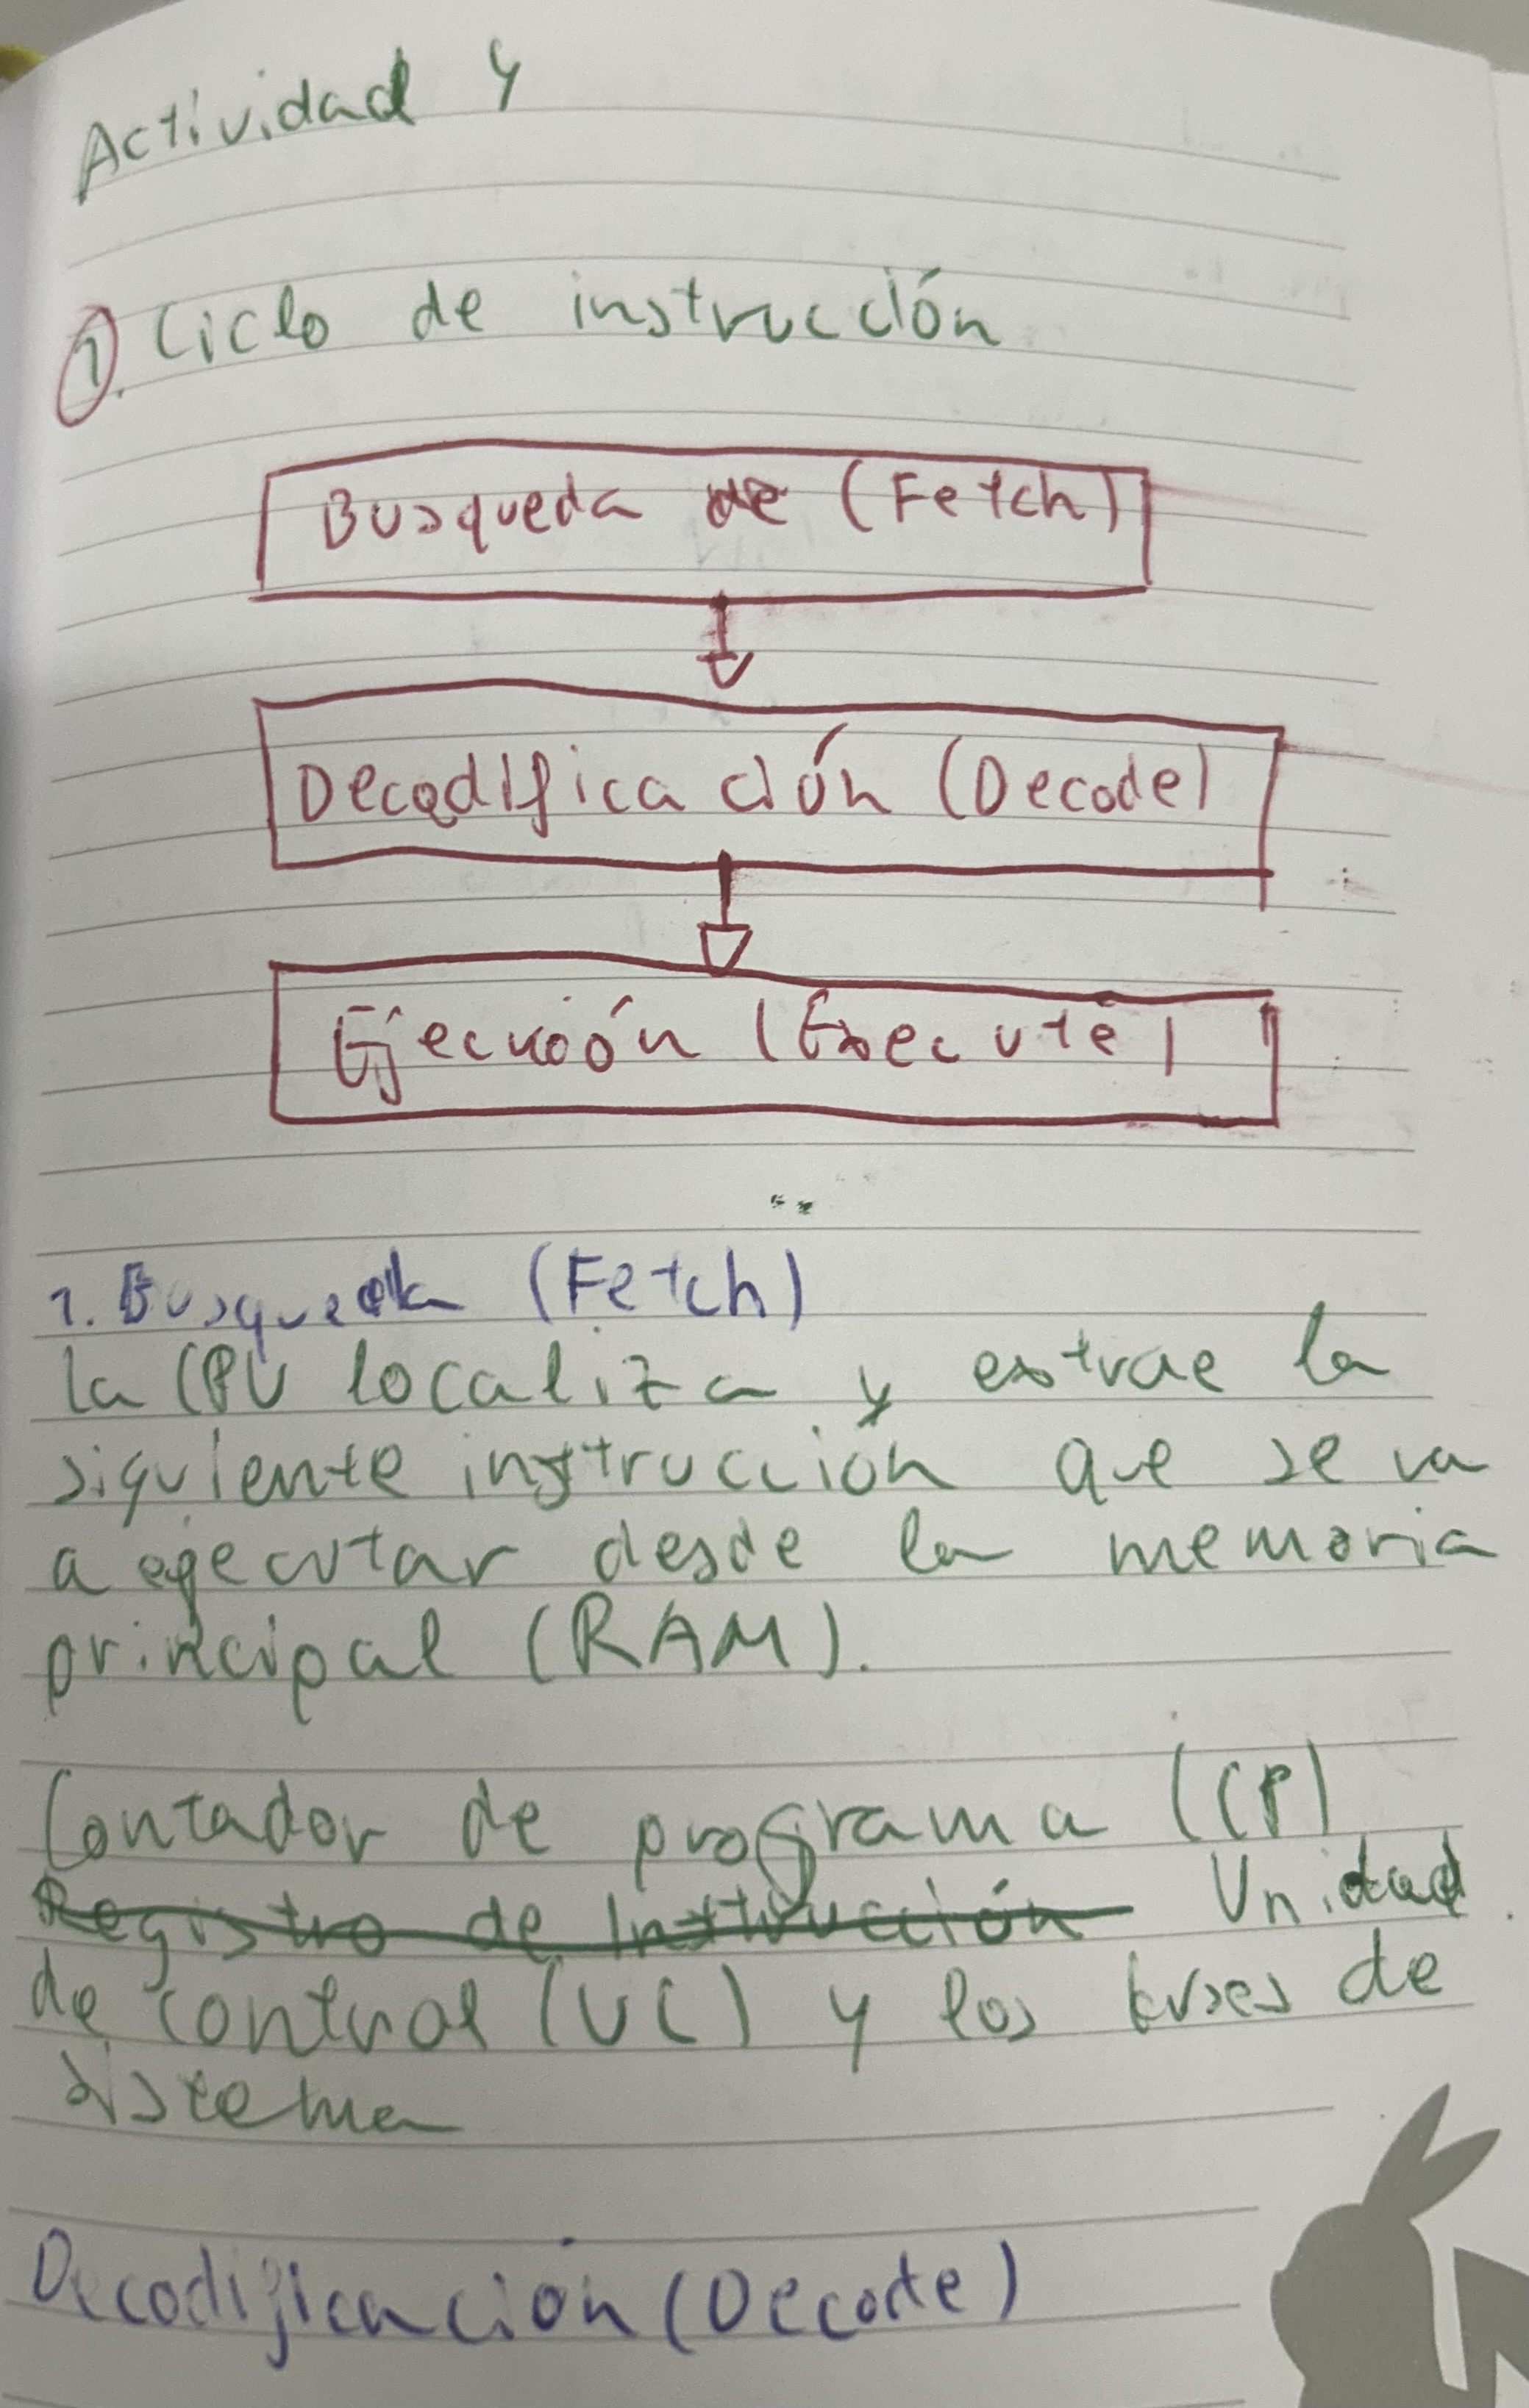 Actividad 4
1. Ciclo de instrucción
Busqueda de (Fetch)
Decodificación (Decode)
Ejecución (Execute)
1. Busqueda (Fetch)
la CPU localiza y extrae la
siguiente instrucción que se va
a ejecutar desde la memoria
principal (RAM).
Contador de programa (CP)
Registro de Instrucción Unidad
de control (UC) y los buses de
sistema
Decodificación (Decode)